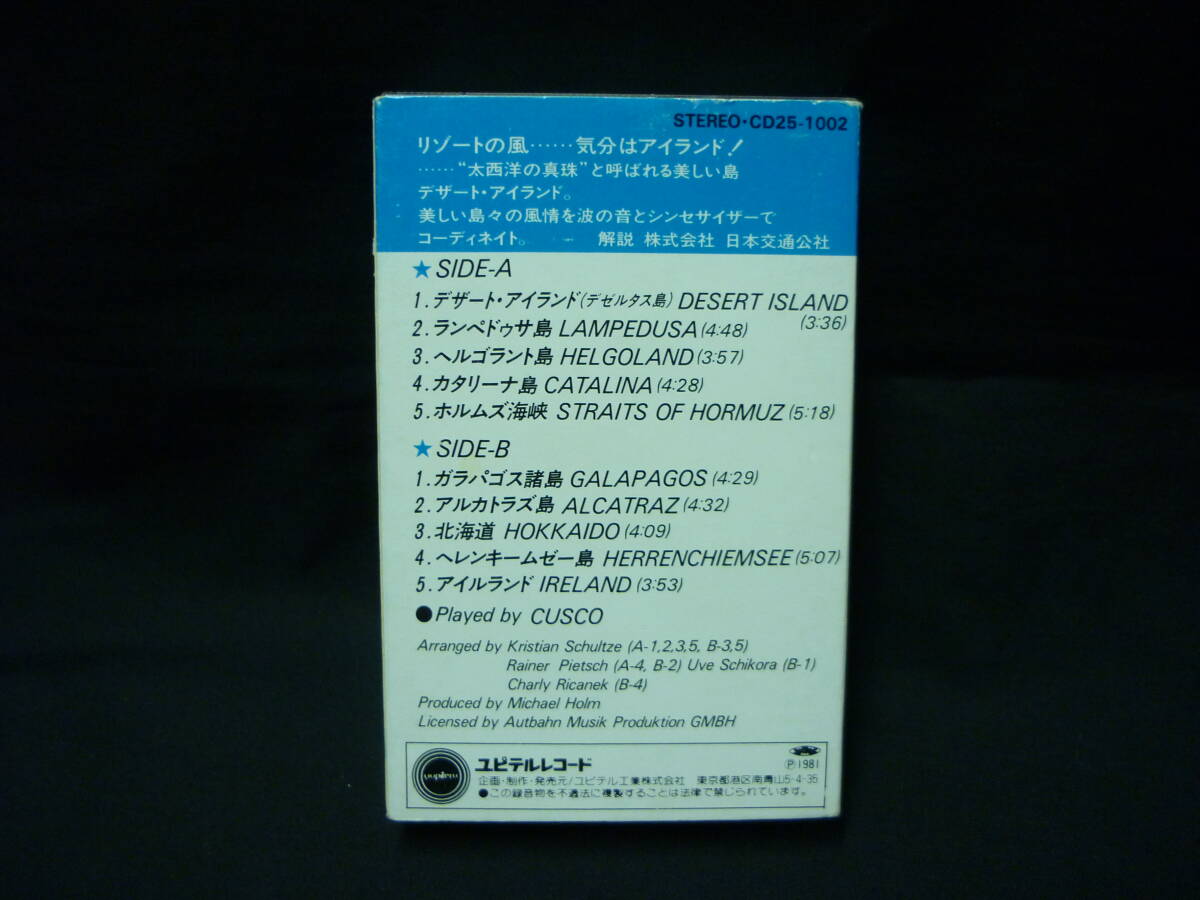 STEREO・CD25-1002
リゾートの風……気分はアイランド!
……“太西洋の真珠”と呼ばれる美しい島
デザート・アイランド。
美しい島々の風情を波の音とシンセサイザーで
コーディネイト。 解説 株式会社 日本交通公社
★ SIDE-A
1.デザート・アイランド(デゼルタス島) DESERT ISLAND
(3:36)
2.ランペドゥサ島 LAMPEDUSA(4:48)
3.ヘルゴラント島 HELGOLAND(3:57)
4.カタリーナ島 CATALINA(4:28)
5.ホルムズ海峡 STRAITS OF HORMUZ(5:18)
★ SIDE-B
1.ガラパゴス諸島 GALAPAGOS(4:29)
2.アルカトラズ島 ALCATRAZ(4:32)
3.北海道 HOKKAIDO(4:09)
4.ヘレンキームゼー島 HERRENCHIEMSEE(5:07)
5.アイルランド IRELAND(3:53)
●Played by CUSCO
Arranged by Kristian Schultze (A-1,2,3,5, B-3,5)
Rainer Pietsch (A-4, B-2) Uve Schikora (B-1)
Charly Ricanek (B-4)
Produced by Michael Holm
Licensed by Autbahn Musik Produktion GMBH
yupiteru
ユピテルレコード
Ⓟ1981
企画・制作・発売元/ユピテル工業株式会社 東京都港区南青山5-4-35
●この録音物を不適法に複製することは法律で禁じられています。